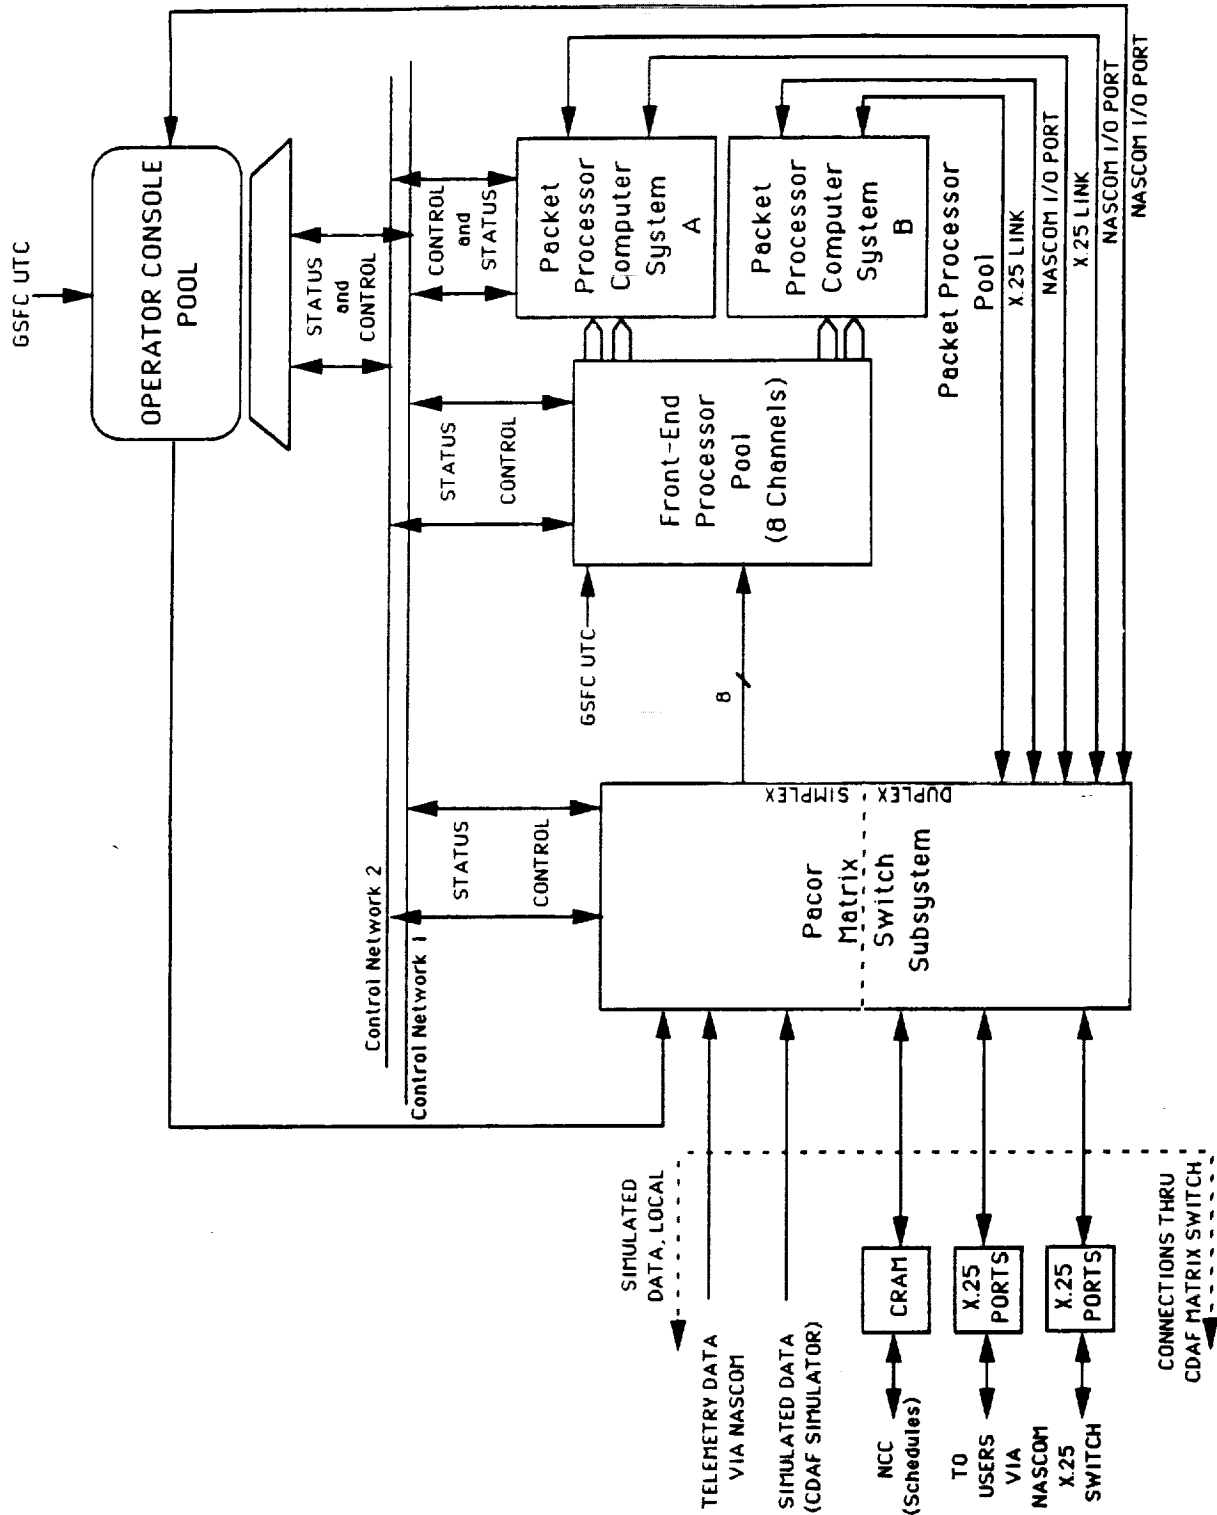 GSFC UTC
OPERATOR CONSOLE
POOL
STATUS
and
CONTROL
Control Network 2
Control Network 1
STATUS
CONTROL
STATUS
CONTROL
CONTROL
and
STATUS
SIMULATED
DATA, LOCAL
TELEMETRY DATA
VIA NASCOM
SIMULATED DATA
(CDAF SIMULATOR)
NCC
(Schedules)
CRAM
TO
USERS
VIA
NASCOM
X.25
SWITCH
X.25
PORTS
X.25
PORTS
CONNECTIONS THRU
CDAF MATRIX SWITCH
Pacor
Matrix
Switch
Subsystem
SIMPLEX
DUPLEX
8
GSFC UTC
Front-End
Processor
Pool
(8 Channels)
Packet
Processor
Computer
System
A
Packet
Processor
Computer
System
B
Packet Processor
Pool
X.25 LINK
NASCOM I/O PORT
X.25 LINK
NASCOM I/O PORT
NASCOM I/O PORT